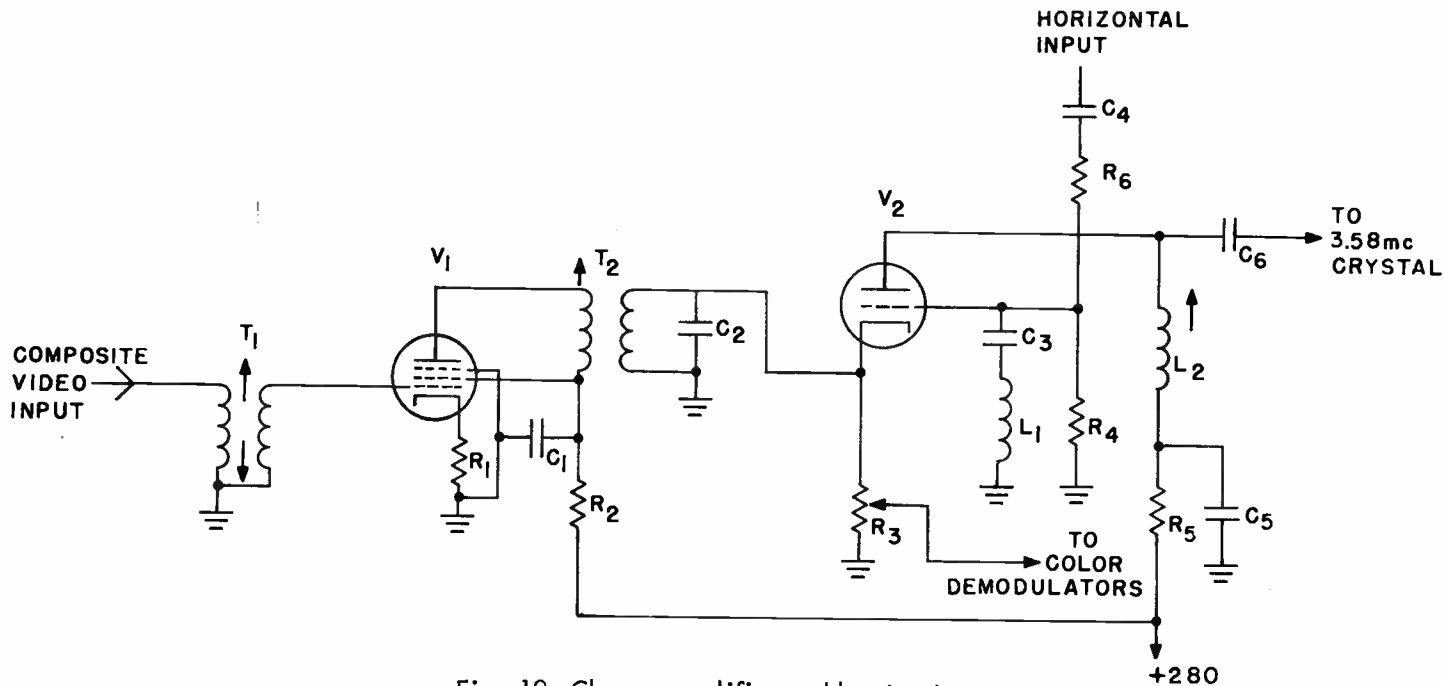 HORIZONTAL
INPUT
C4
R6
V2
TO
3.58mc
CRYSTAL
C6
V1
T2
COMPOSITE
VIDEO
INPUT
T1
C2
C3
L2
L1
R4
R1
C1
R2
R3
R5
C5
TO
COLOR
DEMODULATORS
+280